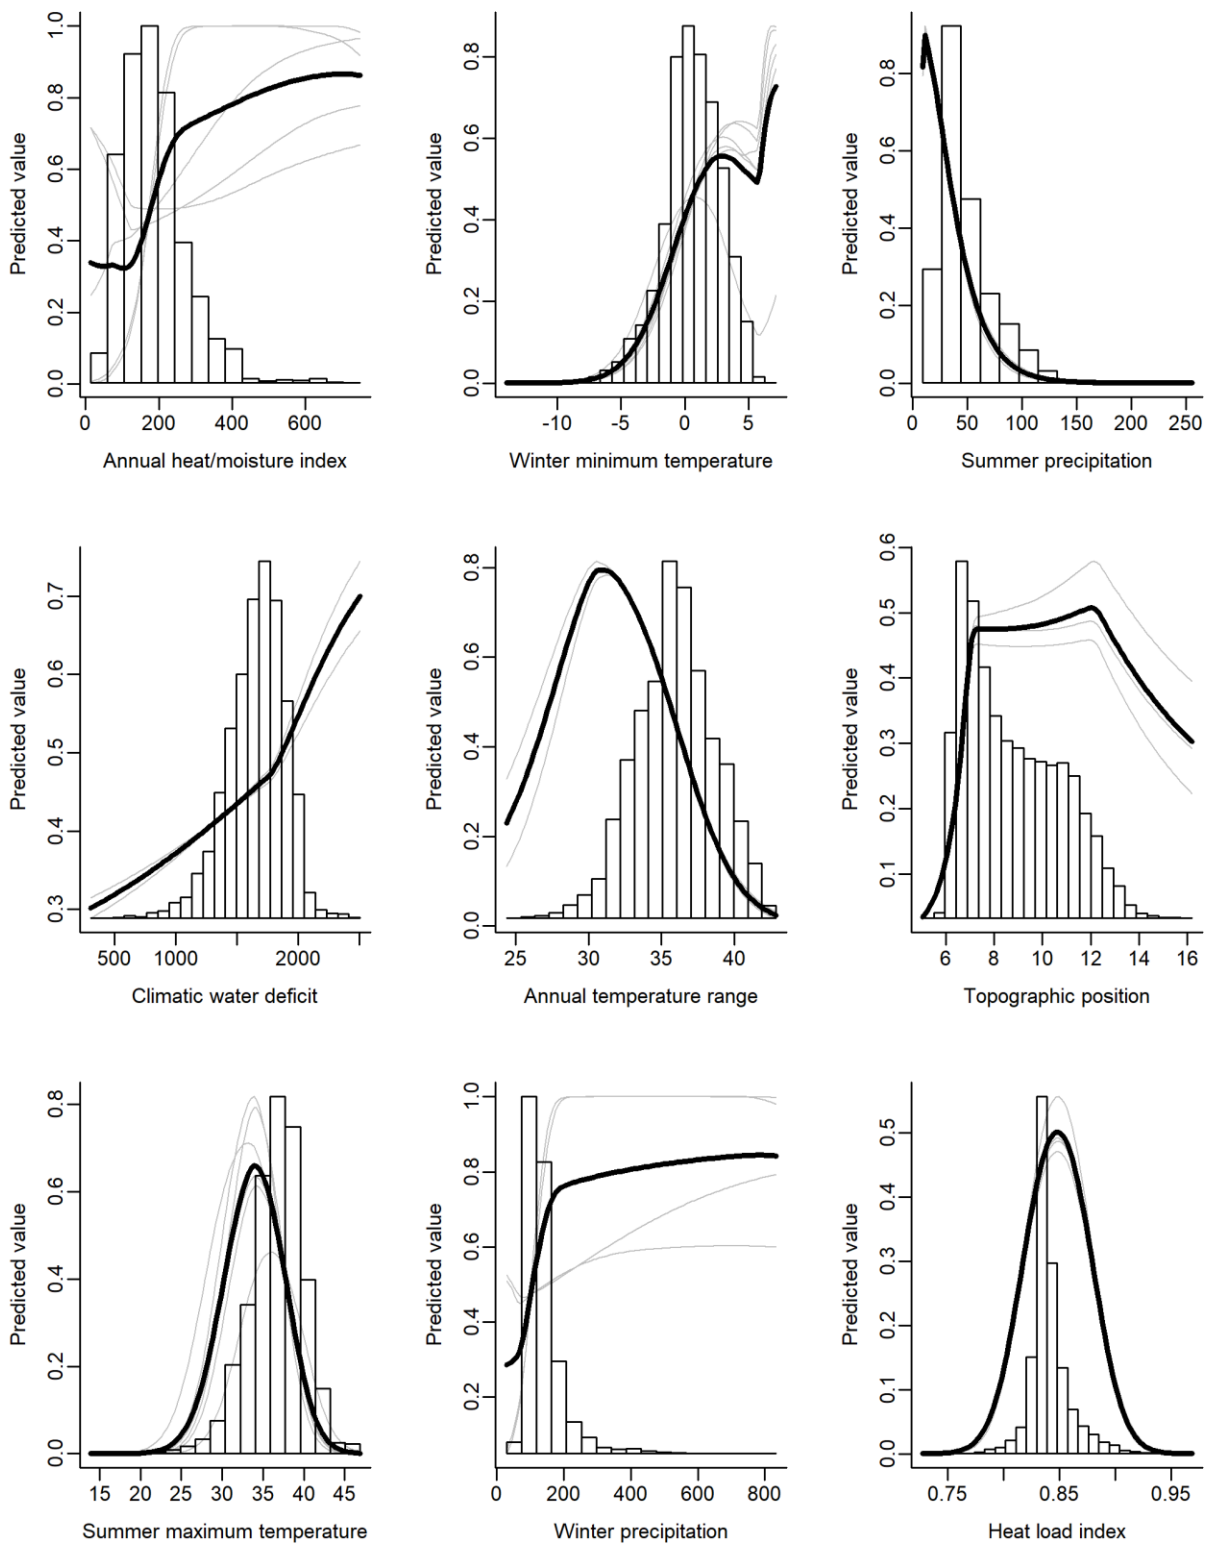 Predicted value
0.0 0.2 0.4 0.6 0.8 1.0
0 200 400 600
Annual heat/moisture index
Predicted value
0.0 0.2 0.4 0.6 0.8
-10 -5 0 5
Winter minimum temperature
Predicted value
0.0 0.2 0.4 0.6 0.8
0 50 100 150 200 250
Summer precipitation
Predicted value
0.3 0.4 0.5 0.6 0.7
500 1000 2000
Climatic water deficit
Predicted value
0.0 0.2 0.4 0.6 0.8
25 30 35 40
Annual temperature range
Predicted value
0.1 0.2 0.3 0.4 0.5 0.6
6 8 10 12 14 16
Topographic position
Predicted value
0.0 0.2 0.4 0.6 0.8
15 20 25 30 35 40 45
Summer maximum temperature
Predicted value
0.2 0.4 0.6 0.8 1.0
0 200 400 600 800
Winter precipitation
Predicted value
0.0 0.1 0.2 0.3 0.4 0.5
0.75 0.85 0.95
Heat load index